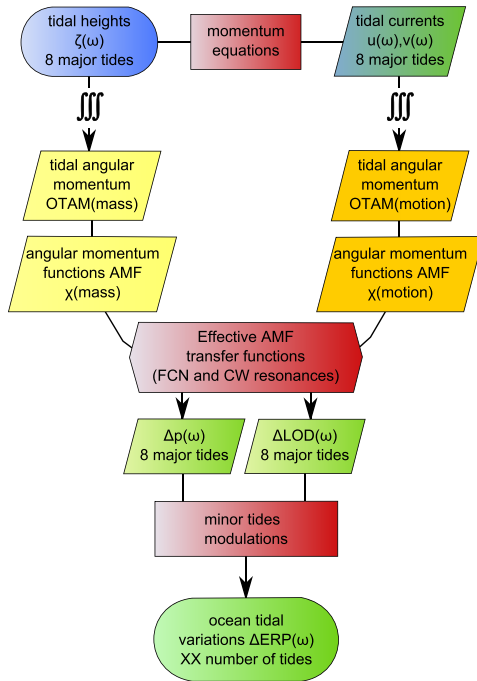 tidal heights
ζ(ω)
8 major tides
momentum
equations
tidal currents
u(ω),v(ω)
8 major tides
∫∫∫
∫∫∫
tidal angular
momentum
OTAM(mass)
tidal angular
momentum
OTAM(motion)
angular momentum
functions AMF
χ(mass)
angular momentum
functions AMF
χ(motion)
Effective AMF
transfer functions
(FCN and CW resonances)
Δp(ω)
8 major tides
ΔLOD(ω)
8 major tides
minor tides
modulations
ocean tidal
variations ΔERP(ω)
XX number of tides